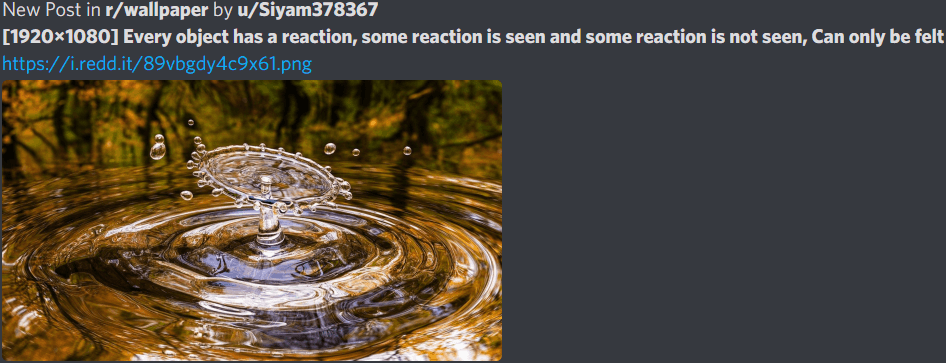 New Post in r/wallpaper by u/Siyam378367
[1920×1080] Every object has a reaction, some reaction is seen and some reaction is not seen, Can only be felt
https://i.redd.it/89vbgdy4c9x61.png